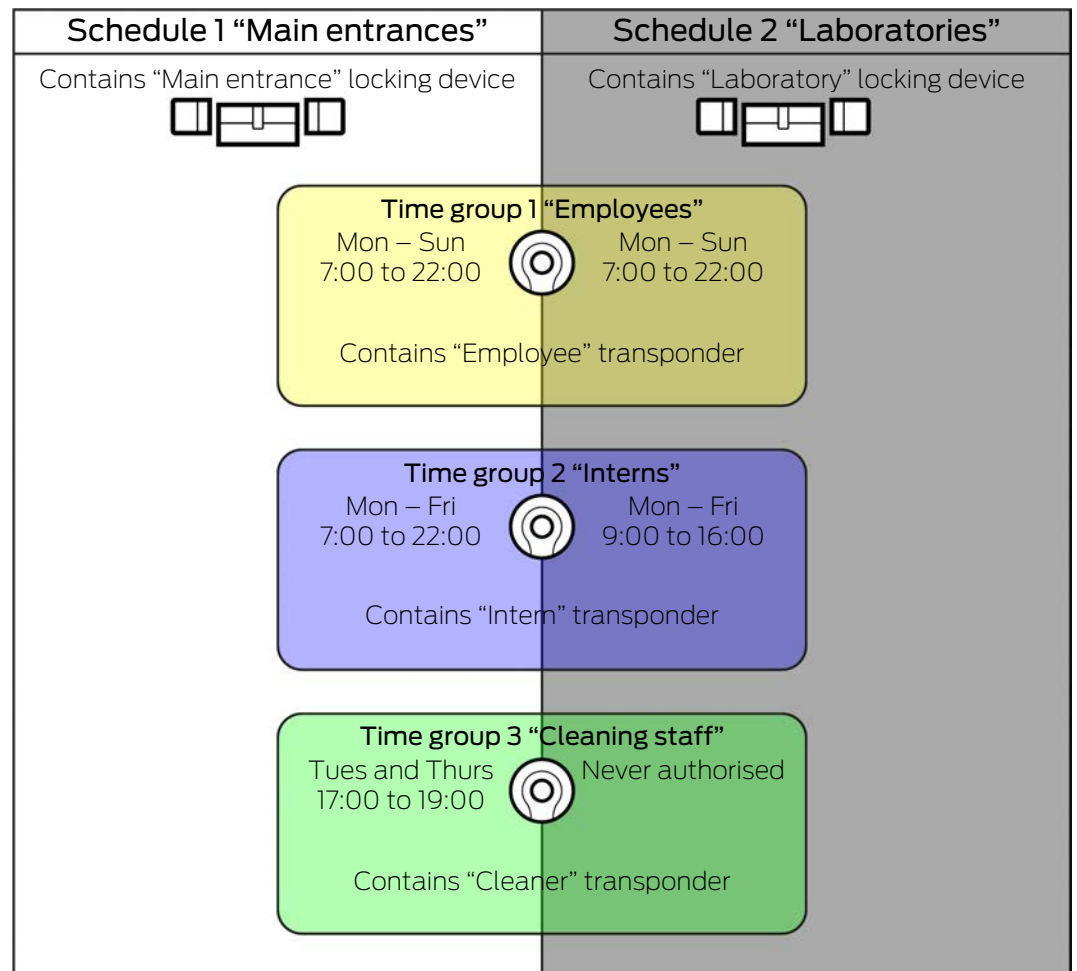 Schedule 1 “Main entrances”
Schedule 2 “Laboratories”
Contains “Main entrance” locking device
Contains “Laboratory” locking device
Time group 1 “Employees”
Mon – Sun
7:00 to 22:00
Mon – Sun
7:00 to 22:00
Contains “Employee” transponder
Time group 2 “Interns”
Mon – Fri
7:00 to 22:00
Mon – Fri
9:00 to 16:00
Contains “Intern” transponder
Time group 3 “Cleaning staff”
Tues and Thurs
17:00 to 19:00
Never authorised
Contains “Cleaner” transponder